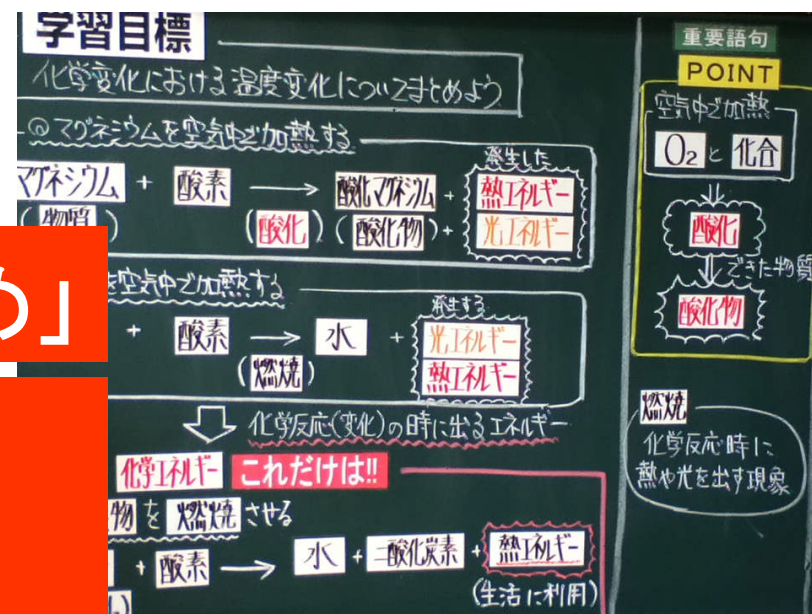 学習目標
化学変化における温度変化についてまとめよう
◎マグネシウムを空気中で加熱する
マグネシウム + 酸素 → 酸化マグネシウム +
(物質) (酸化) (酸化物)
発生した
熱エネルギー
光エネルギー
め」
を空気中で加熱する
+ 酸素 → 水 +
(燃焼)
発生する
光エネルギー
熱エネルギー
化学反応(変化)の時に出るエネルギー
化学エネルギー これだけは!!
物を燃焼させる
+ 酸素 → 水 + 二酸化炭素 + 熱エネルギー
(生活に利用)
重要語句
POINT
空気中で加熱
O₂と化合
⇓
酸化
⇓できた物質
酸化物
燃焼
化学反応時に
熱や光を出す現象